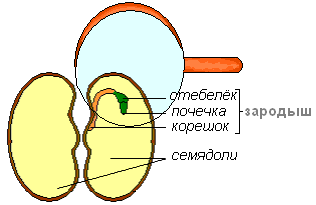 стебелёк
почечка
зародыш
корешок
семядоли